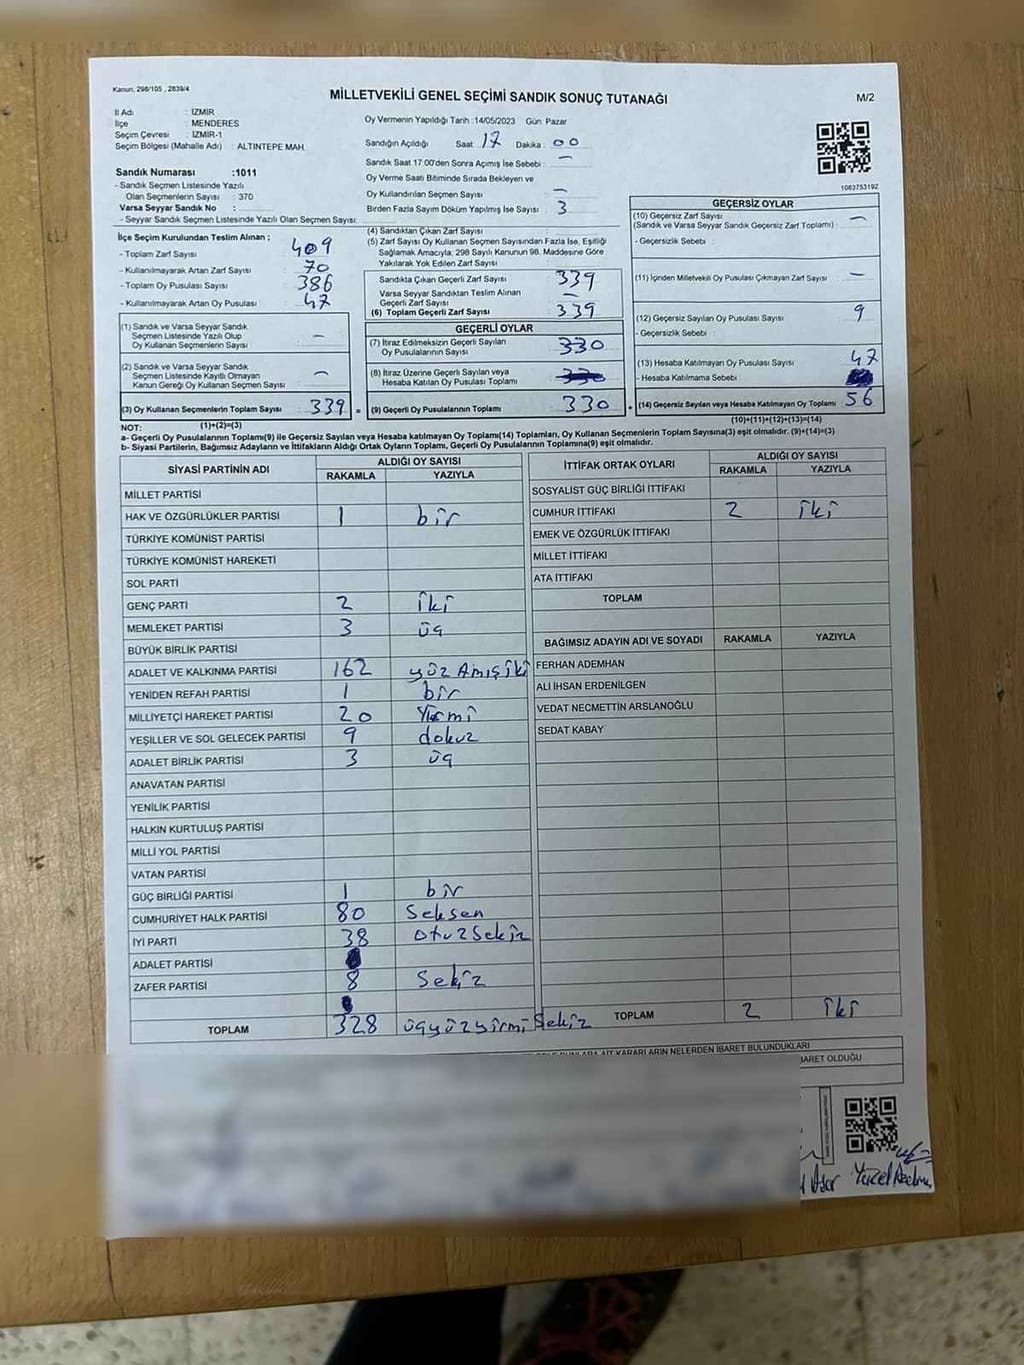 Kanun, 298/105 , 2839/4
MİLLETVEKİLİ GENEL SEÇİMİ SANDIK SONUÇ TUTANAĞI
M/2
İl Adı : İZMİR
İlçe : MENDERES
Seçim Çevresi : İZMİR-1
Seçim Bölgesi (Mahalle Adı) : ALTINTEPE MAH.
Sandık Numarası :1011
- Sandık Seçmen Listesinde Yazılı
Olan Seçmenlerin Sayısı : 370
Varsa Seyyar Sandık No :
- Seyyar Sandık Seçmen Listesinde Yazılı Olan Seçmen Sayısı:
Oy Vermenin Yapıldığı Tarih :14/05/2023 Gün: Pazar
Sandığın Açıldığı Saat 17 Dakika : 00
Sandık Saat 17.00'den Sonra Açılmış İse Sebebi : —
Oy Verme Saati Bitiminde Sırada Bekleyen ve
Oy Kullandırılan Seçmen Sayısı —
Birden Fazla Sayım Döküm Yapılmış İse Sayısı : 3
1083753192
İlçe Seçim Kurulundan Teslim Alınan ;
- Toplam Zarf Sayısı 409
- Kullanılmayarak Artan Zarf Sayısı : 70
- Toplam Oy Pusulası Sayısı : 386
- Kullanılmayarak Artan Oy Pusulası 47
(1) Sandık ve Varsa Seyyar Sandık
Seçmen Listesinde Yazılı Olup
Oy Kullanan Seçmenlerin Sayısı —
(2) Sandık ve Varsa Seyyar Sandık
Seçmen Listesinde Kayıtlı Olmayan
Kanun Gereği Oy Kullanan Seçmen Sayısı —
(3) Oy Kullanan Seçmenlerin Toplam Sayısı : 339
(1)+(2)=(3)
(4) Sandıktan Çıkan Zarf Sayısı
(5) Zarf Sayısı Oy Kullanan Seçmen Sayısından Fazla İse, Eşitliği
Sağlamak Amacıyla; 298 Sayılı Kanunun 98. Maddesine Göre
Yakılarak Yok Edilen Zarf Sayısı
Sandıkta Çıkan Geçerli Zarf Sayısı 339
Varsa Seyyar Sandıktan Teslim Alınan
Geçerli Zarf Sayısı —
(6) Toplam Geçerli Zarf Sayısı : 339
GEÇERLİ OYLAR
(7) İtiraz Edilmeksizin Geçerli Sayılan
Oy Pusulalarının Sayısı 330
(8) İtiraz Üzerine Geçerli Sayılan veya
Hesaba Katılan Oy Pusulaları Toplamı
= (9) Geçerli Oy Pusulalarının Toplamı 330
GEÇERSİZ OYLAR
(10) Geçersiz Zarf Sayısı
(Sandık ve Varsa Seyyar Sandık Geçersiz Zarf Toplamı) : —
- Geçersizlik Sebebi :
(11) İçinden Milletvekili Oy Pusulası Çıkmayan Zarf Sayısı —
(12) Geçersiz Sayılan Oy Pusulası Sayısı : 9
- Geçersizlik Sebebi :
(13) Hesaba Katılmayan Oy Pusulası Sayısı 47
- Hesaba Katılmama Sebebi
+ (14) Geçersiz Sayılan veya Hesaba Katılmayan Oy Toplamı 56
(10)+(11)+(12)+(13)=(14)
NOT:
a- Geçerli Oy Pusulalarının Toplamı(9) ile Geçersiz Sayılan veya Hesaba katılmayan Oy Toplamı(14) Toplamları, Oy Kullanan Seçmenlerin Toplam Sayısına(3) eşit olmalıdır. (9)+(14)=(3)
b- Siyasi Partilerin, Bağımsız Adayların ve İttifakların Aldığı Ortak Oyların Toplamı, Geçerli Oy Pusulalarının Toplamına(9) eşit olmalıdır.
SİYASİ PARTİNİN ADI ALDIĞI OY SAYISI
RAKAMLA YAZIYLA
MİLLET PARTİSİ
HAK VE ÖZGÜRLÜKLER PARTİSİ 1 bir
TÜRKİYE KOMÜNİST PARTİSİ
TÜRKİYE KOMÜNİST HAREKETİ
SOL PARTİ
GENÇ PARTİ 2 iki
MEMLEKET PARTİSİ 3 üç
BÜYÜK BİRLİK PARTİSİ
ADALET VE KALKINMA PARTİSİ 162 yüz Amışiki
YENİDEN REFAH PARTİSİ 1 bir
MİLLİYETÇİ HAREKET PARTİSİ 20 Yirmi
YEŞİLLER VE SOL GELECEK PARTİSİ 9 dokuz
ADALET BİRLİK PARTİSİ 3 üç
ANAVATAN PARTİSİ
YENİLİK PARTİSİ
HALKIN KURTULUŞ PARTİSİ
MİLLİ YOL PARTİSİ
VATAN PARTİSİ
GÜÇ BİRLİĞİ PARTİSİ 1 bir
CUMHURİYET HALK PARTİSİ 80 Seksen
İYİ PARTİ 38 otuzsekiz
ADALET PARTİSİ
ZAFER PARTİSİ 8 Sekiz
TOPLAM 328 üçyüzyirmi Sekiz
İTTİFAK ORTAK OYLARI ALDIĞI OY SAYISI
RAKAMLA YAZIYLA
SOSYALİST GÜÇ BİRLİĞİ İTTİFAKI
CUMHUR İTTİFAKI 2 iki
EMEK VE ÖZGÜRLÜK İTTİFAKI
MİLLET İTTİFAKI
ATA İTTİFAKI
TOPLAM
BAĞIMSIZ ADAYIN ADI VE SOYADI RAKAMLA YAZIYLA
FERHAN ADEMHAN
ALİ İHSAN ERDENİLGEN
VEDAT NECMETTİN ARSLANOĞLU
SEDAT KABAY
TOPLAM 2 iki
KARARLARIN NELERDEN İBARET BULUNDUKLARI
İBARET OLDUĞU
Yücel